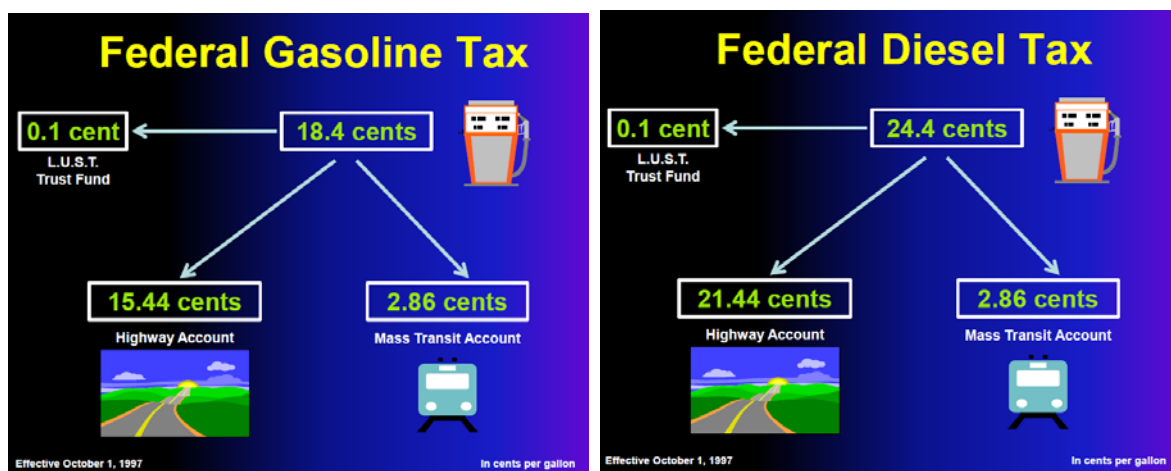 Federal Gasoline Tax
0.1 cent
18.4 cents
L.U.S.T.
Trust Fund
15.44 cents
2.86 cents
Highway Account
Mass Transit Account
Effective October 1, 1997
In cents per gallon
Federal Diesel Tax
0.1 cent
24.4 cents
L.U.S.T.
Trust Fund
21.44 cents
2.86 cents
Highway Account
Mass Transit Account
Effective October 1, 1997
In cents per gallon